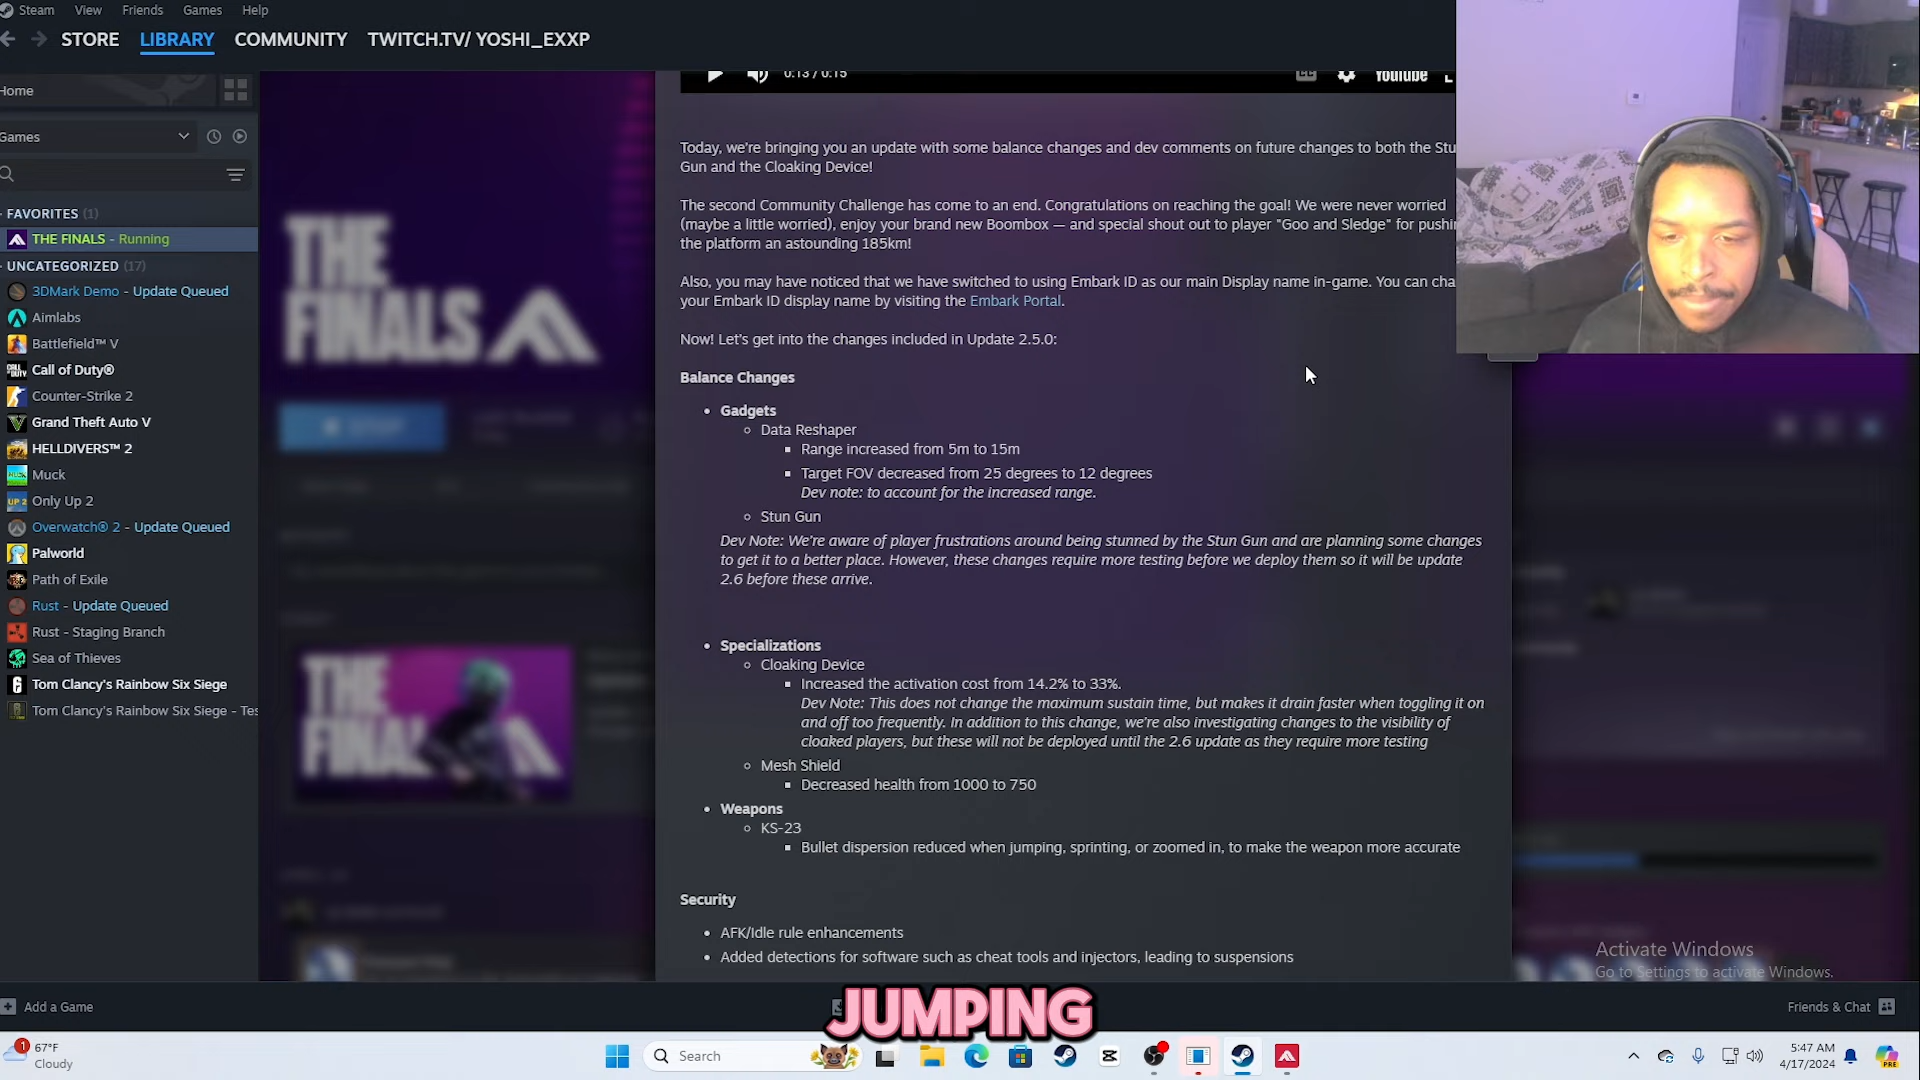 Steam View Friends Games Help
STORE LIBRARY COMMUNITY TWITCH.TV/ YOSHI_EXXP
Home
Games
FAVORITES (1)
THE FINALS - Running
UNCATEGORIZED (17)
3DMark Demo - Update Queued
Aimlabs
Battlefield™ V
Call of Duty®
Counter-Strike 2
Grand Theft Auto V
HELLDIVERS™ 2
Muck
Only Up 2
Overwatch® 2 - Update Queued
Palworld
Path of Exile
Rust - Update Queued
Rust - Staging Branch
Sea of Thieves
Tom Clancy's Rainbow Six Siege
Tom Clancy's Rainbow Six Siege - Tes
Add a Game
THE
FINALS
THE
FINAL
0:13 / 0:15
CC
YouTube
Today, we're bringing you an update with some balance changes and dev comments on future changes to both the Stu
Gun and the Cloaking Device!
The second Community Challenge has come to an end. Congratulations on reaching the goal! We were never worried
(maybe a little worried), enjoy your brand new Boombox — and special shout out to player "Goo and Sledge" for pushi
the platform an astounding 185km!
Also, you may have noticed that we have switched to using Embark ID as our main Display name in-game. You can cha
your Embark ID display name by visiting the Embark Portal.
Now! Let's get into the changes included in Update 2.5.0:
Balance Changes
Gadgets
Data Reshaper
Range increased from 5m to 15m
Target FOV decreased from 25 degrees to 12 degrees
Dev note: to account for the increased range.
Stun Gun
Dev Note: We're aware of player frustrations around being stunned by the Stun Gun and are planning some changes
to get it to a better place. However, these changes require more testing before we deploy them so it will be update
2.6 before these arrive.
Specializations
Cloaking Device
Increased the activation cost from 14.2% to 33%.
Dev Note: This does not change the maximum sustain time, but makes it drain faster when toggling it on
and off too frequently. In addition to this change, we're also investigating changes to the visibility of
cloaked players, but these will not be deployed until the 2.6 update as they require more testing
Mesh Shield
Decreased health from 1000 to 750
Weapons
KS-23
Bullet dispersion reduced when jumping, sprinting, or zoomed in, to make the weapon more accurate
Security
AFK/Idle rule enhancements
Added detections for software such as cheat tools and injectors, leading to suspensions
Activate Windows
Go to Settings to activate Windows.
Friends & Chat
JUMPING
1
67°F
Cloudy
Search
5:47 AM
4/17/2024
PRE